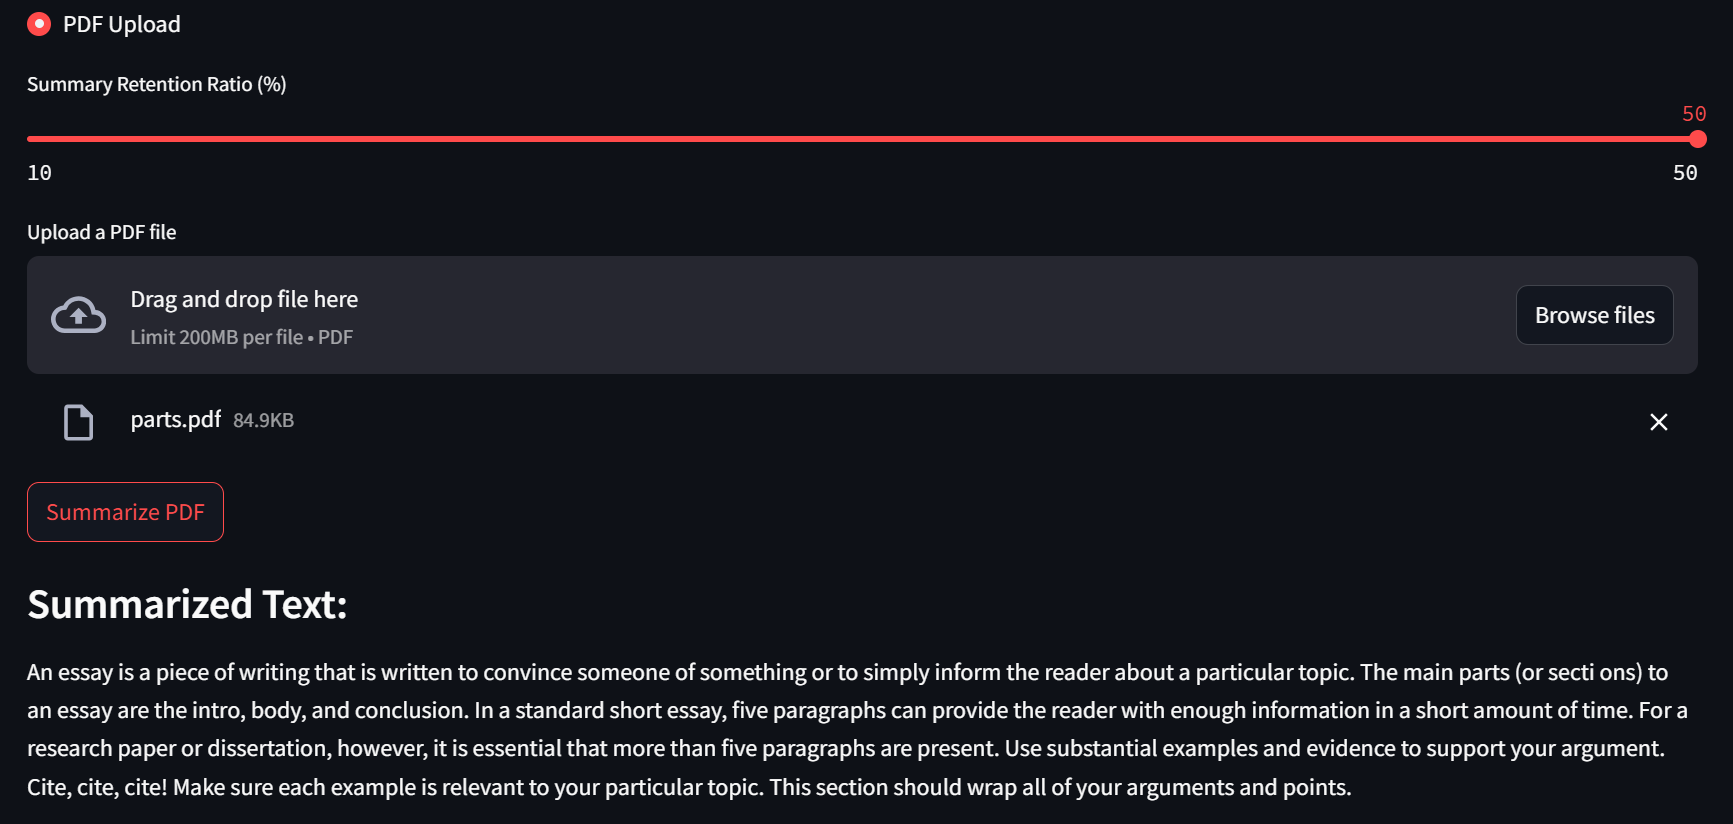 PDF Upload
Summary Retention Ratio (%)
50
10
50
Upload a PDF file
Drag and drop file here
Limit 200MB per file • PDF
Browse files
parts.pdf 84.9KB
Summarize PDF
Summarized Text:
An essay is a piece of writing that is written to convince someone of something or to simply inform the reader about a particular topic. The main parts (or secti ons) to
an essay are the intro, body, and conclusion. In a standard short essay, five paragraphs can provide the reader with enough information in a short amount of time. For a
research paper or dissertation, however, it is essential that more than five paragraphs are present. Use substantial examples and evidence to support your argument.
Cite, cite, cite! Make sure each example is relevant to your particular topic. This section should wrap all of your arguments and points.